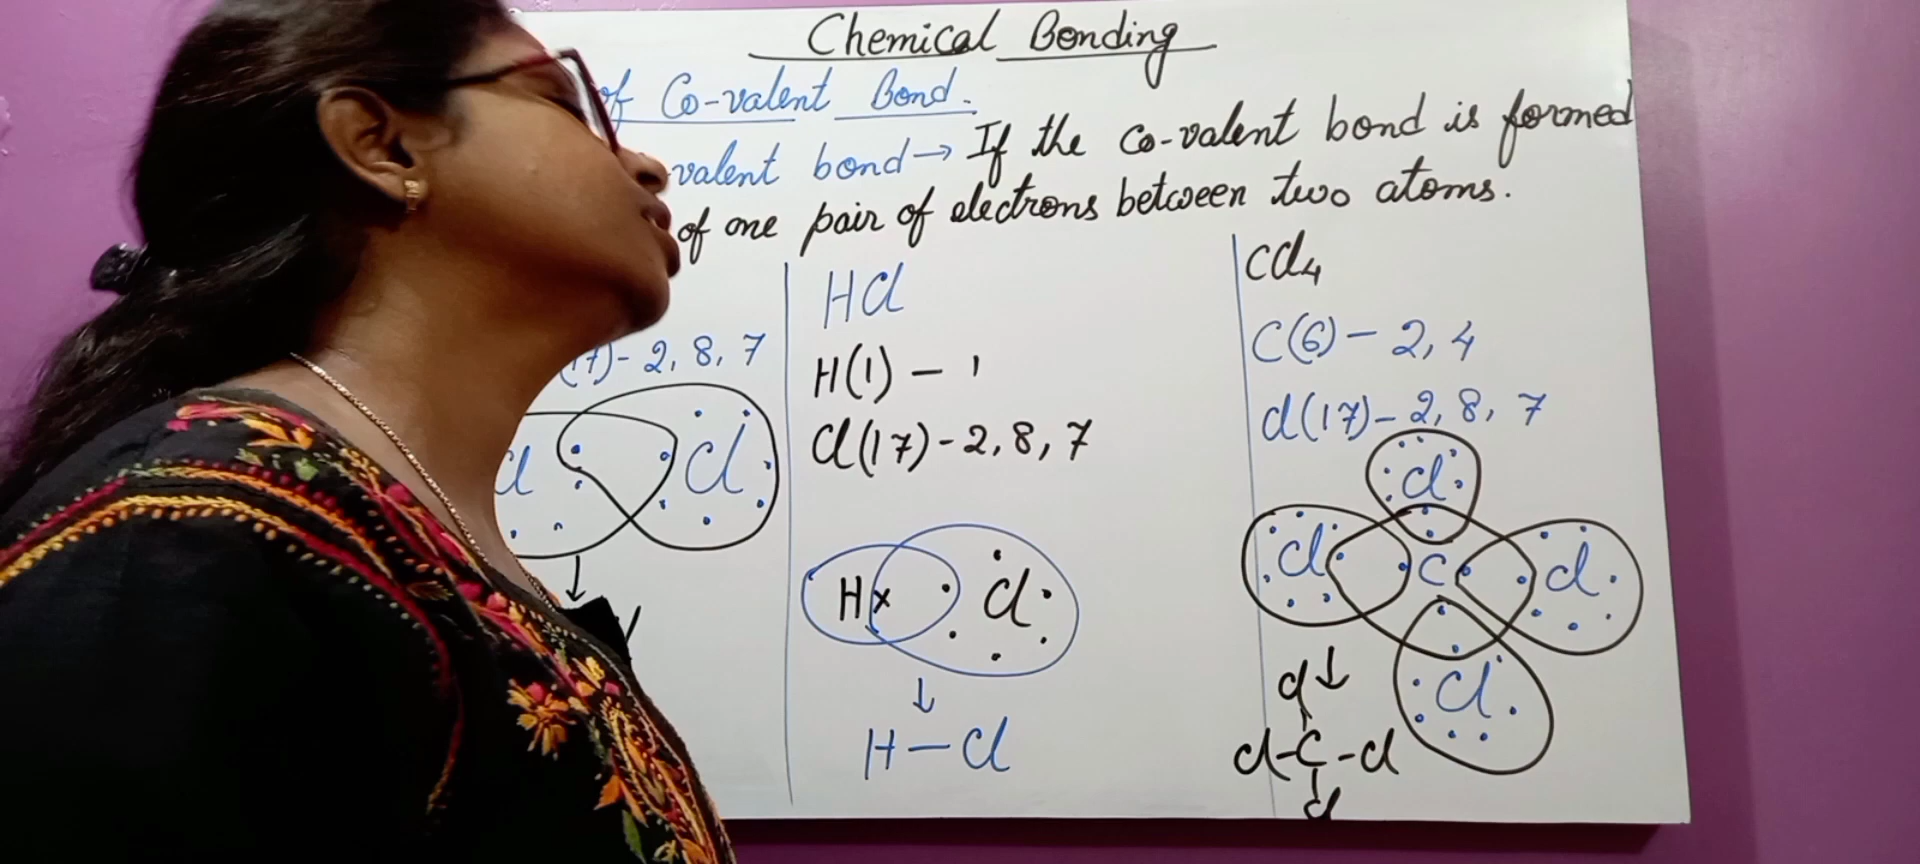 Chemical Bonding
of Co-valent Bond.
valent bond → If the Co-valent bond is formed
of one pair of electrons between two atoms.
(17) - 2, 8, 7
Cl
Cl
HCl
H(1) - 1
Cl(17) - 2, 8, 7
H x Cl
↓
H - Cl
CCl4
C(6) - 2, 4
Cl(17) - 2, 8, 7
Cl
Cl C Cl
Cl
↓
Cl
Cl - C - Cl
Cl